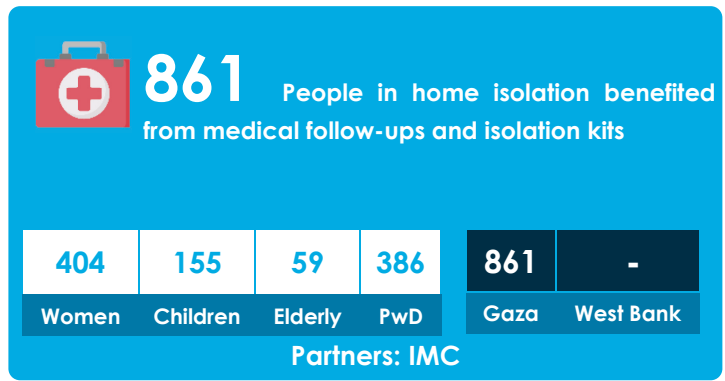 861 People in home isolation benefited
from medical follow-ups and isolation kits
404 155 59 386 861 -
Women Children Elderly PwD Gaza West Bank
Partners: IMC